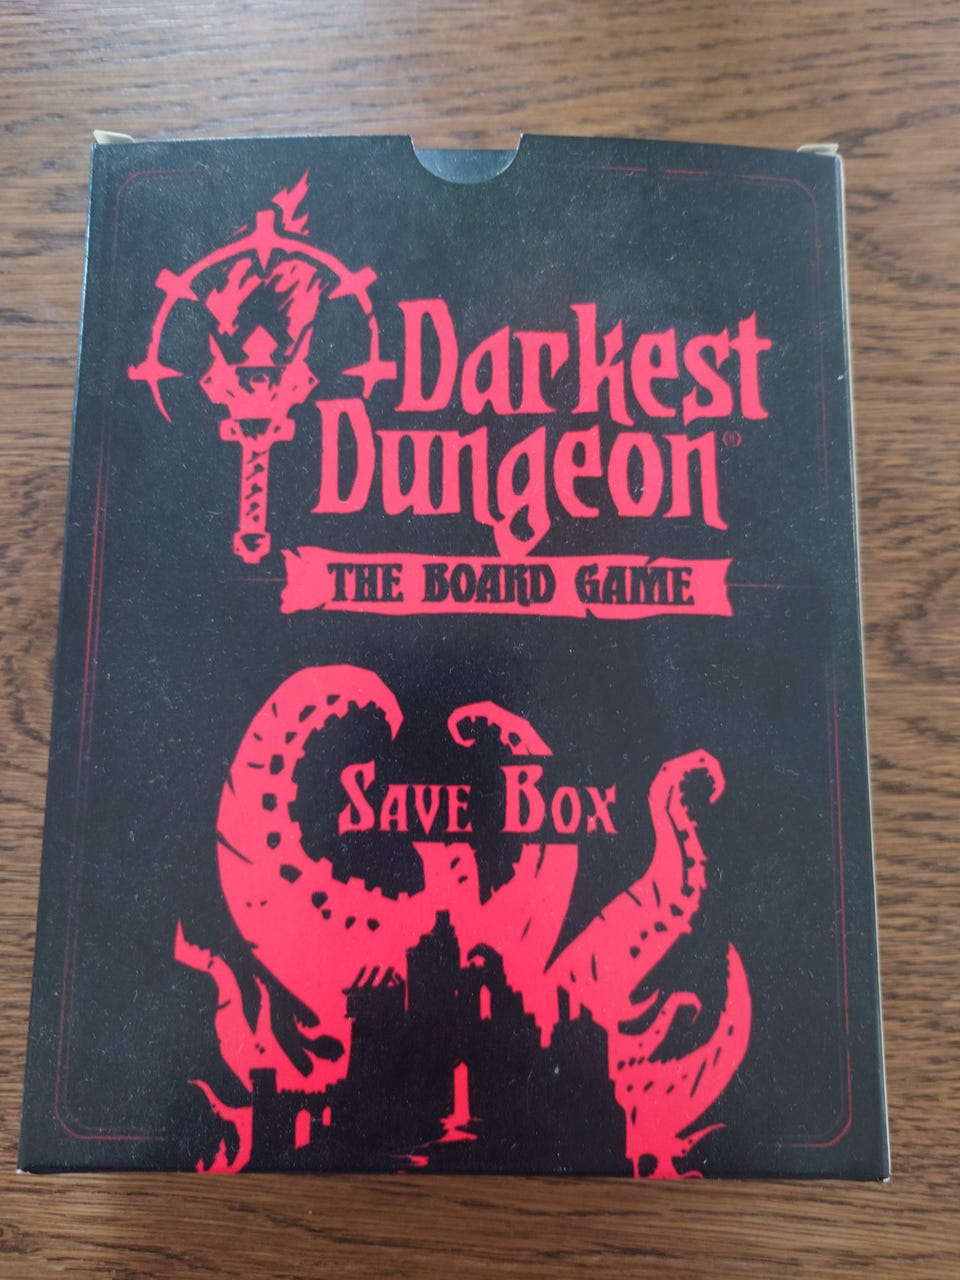 Darkest
Dungeon®
THE BOARD GAME
SAVE BOX